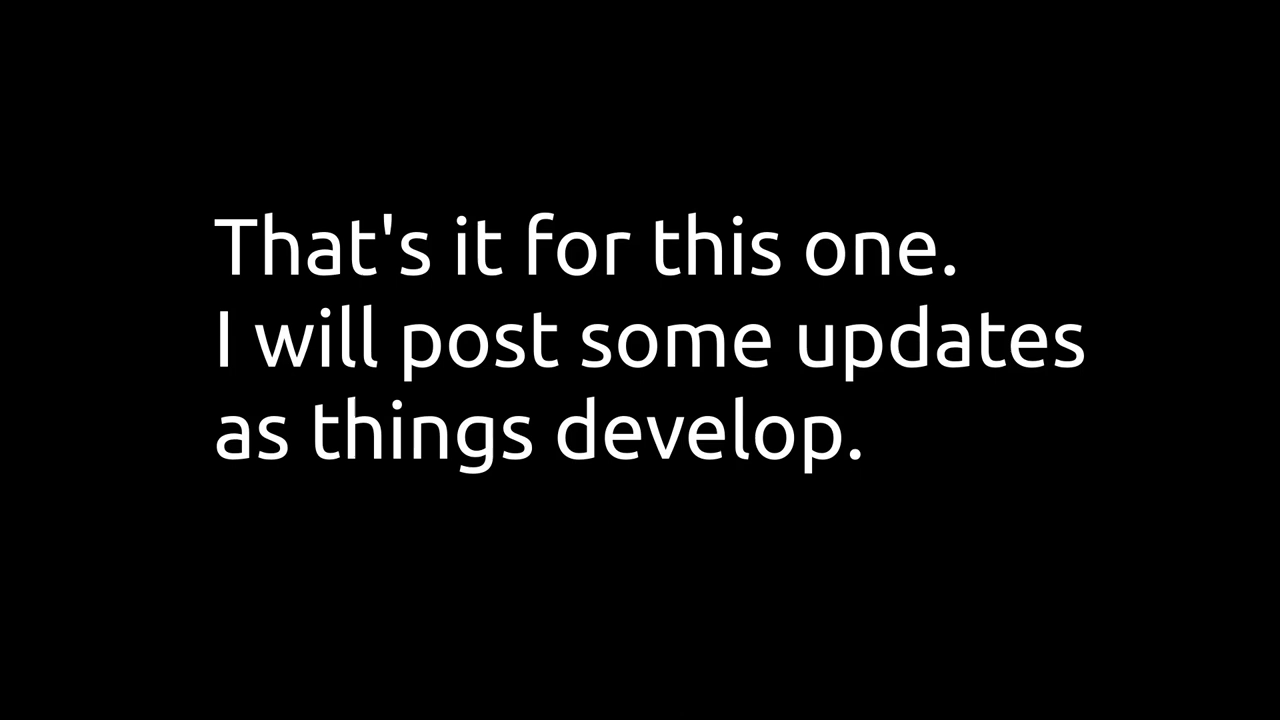 That's it for this one.
I will post some updates
as things develop.